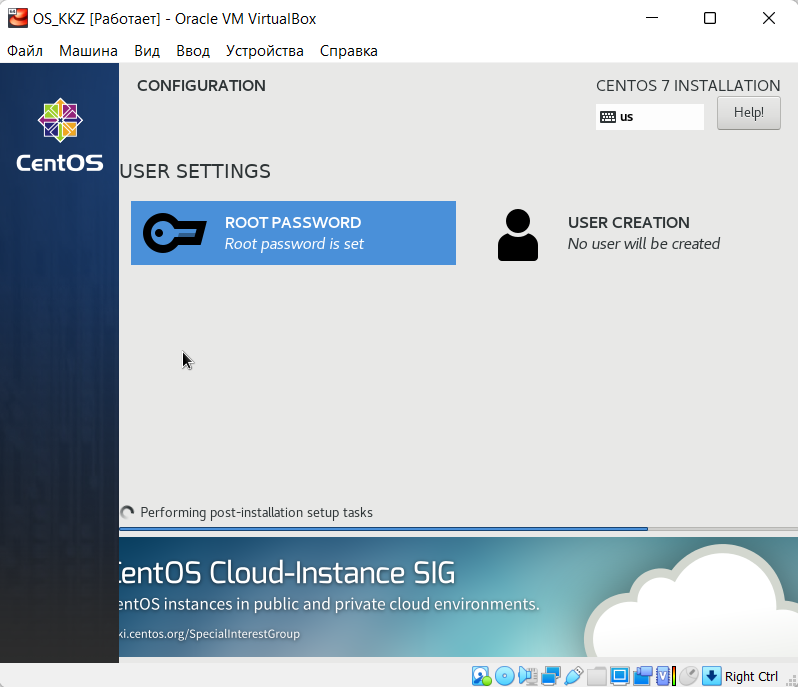 OS_KKZ [Работает] - Oracle VM VirtualBox
Файл Машина Вид Ввод Устройства Справка
CONFIGURATION
CENTOS 7 INSTALLATION
us
Help!
CentOS
USER SETTINGS
ROOT PASSWORD
Root password is set
USER CREATION
No user will be created
Performing post-installation setup tasks
CentOS Cloud-Instance SIG
entOS instances in public and private cloud environments.
ki.centos.org/SpecialInterestGroup
Right Ctrl